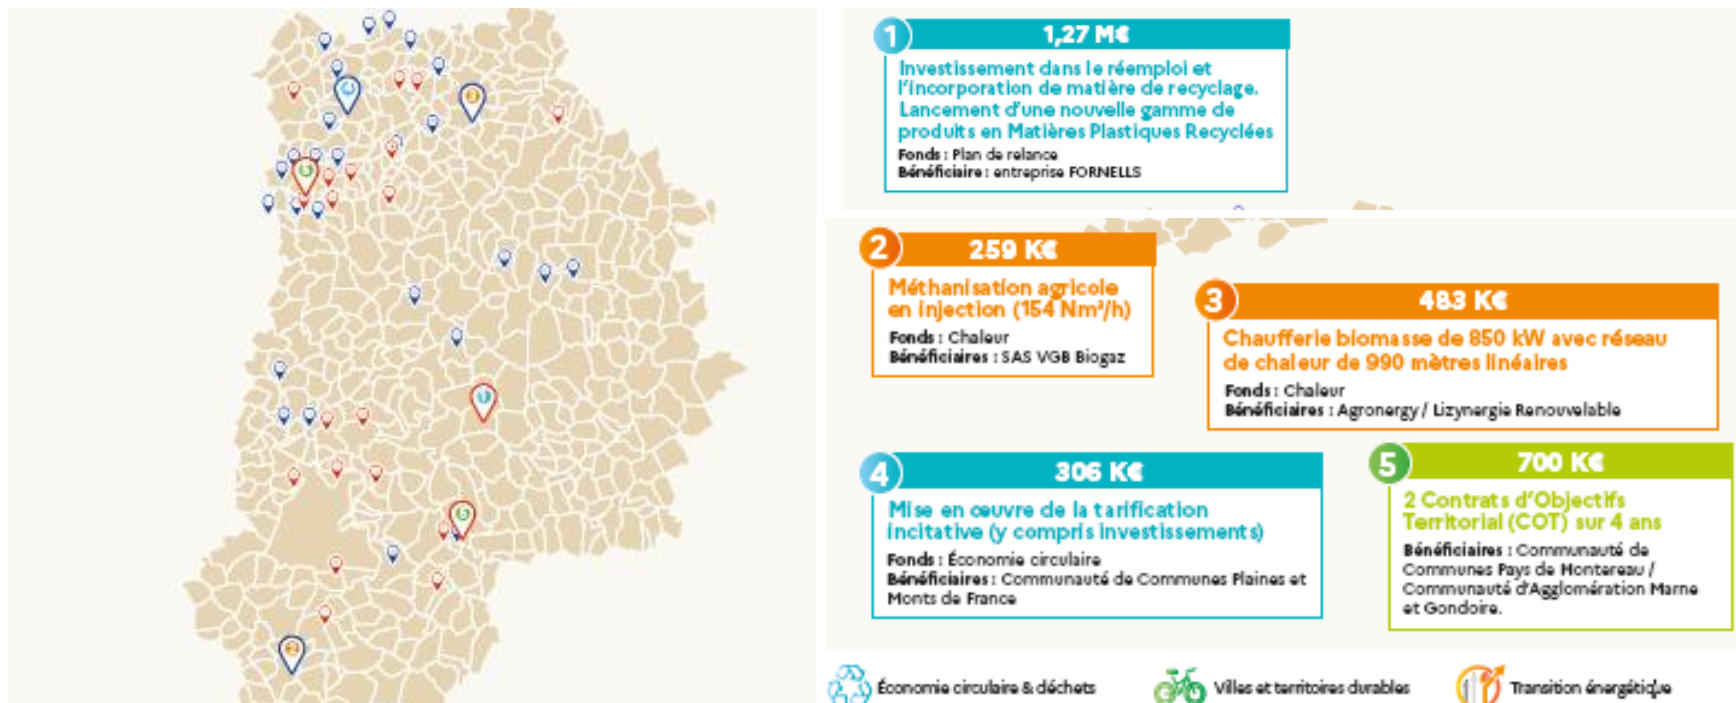 4
3
5
1
5
2
1
1,27 M€
Investissement dans le réemploi et
l'incorporation de matière de recyclage.
Lancement d'une nouvelle gamme de
produits en Matières Plastiques Recyclées
Fonds : Plan de relance
Bénéficiaire : entreprise FORNELLS
2
259 K€
Méthanisation agricole
en injection (154 Nm³/h)
Fonds : Chaleur
Bénéficiaires : SAS VGB Biogaz
3
483 K€
Chaufferie biomasse de 850 kW avec réseau
de chaleur de 990 mètres linéaires
Fonds : Chaleur
Bénéficiaires : Agronergy / Lizynergie Renouvelable
4
306 K€
Mise en œuvre de la tarification
incitative (y compris investissements)
Fonds : Économie circulaire
Bénéficiaires : Communauté de Communes Plaines et
Monts de France
5
700 K€
2 Contrats d'Objectifs
Territorial (COT) sur 4 ans
Bénéficiaires : Communauté de
Communes Pays de Montereau /
Communauté d'Agglomération Marne
et Gondoire.
Économie circulaire & déchets
Villes et territoires durables
Transition énergétique